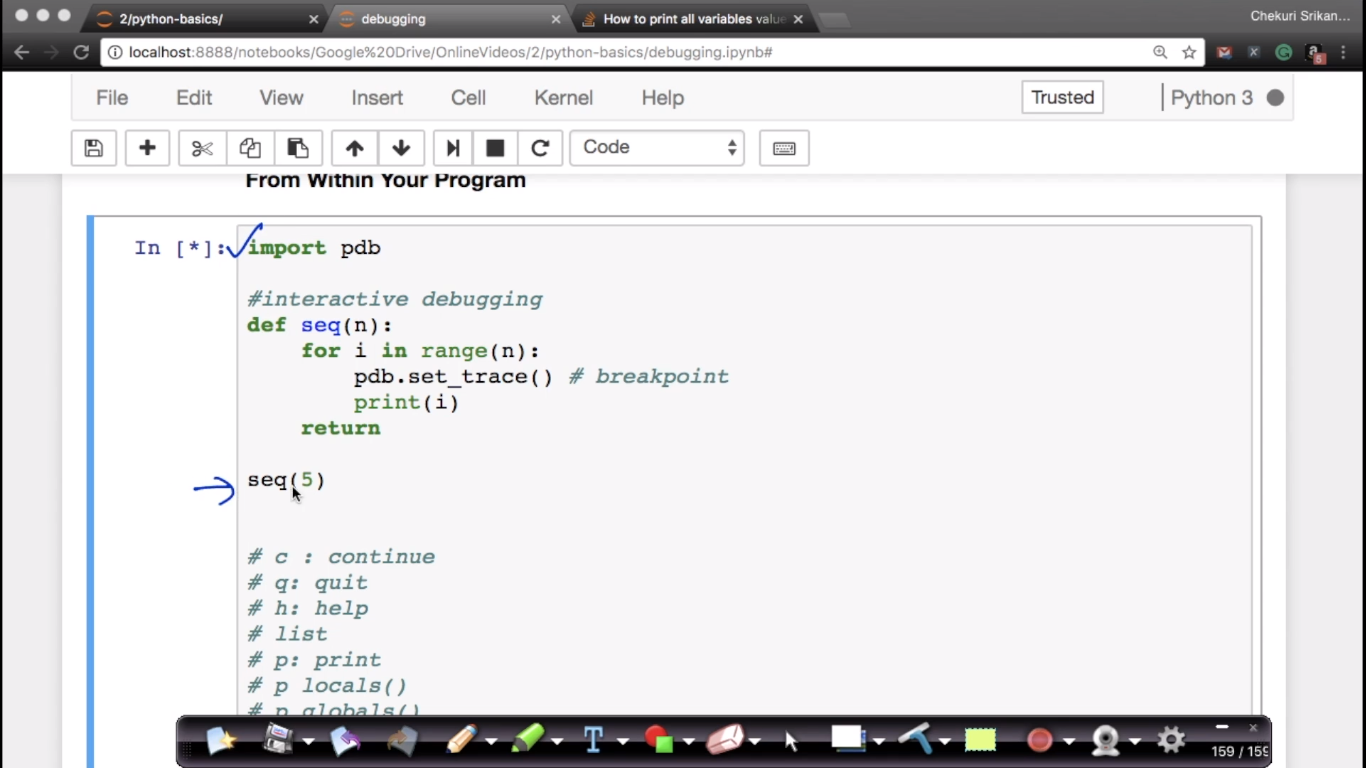 2/python-basics/ debugging How to print all variables value Chekuri Srikan...
localhost:8888/notebooks/Google%20Drive/OnlineVideos/2/python-basics/debugging.ipynb#
File Edit View Insert Cell Kernel Help Trusted Python 3
Code
From Within Your Program
In [*]: import pdb
#interactive debugging
def seq(n):
for i in range(n):
pdb.set_trace() # breakpoint
print(i)
return
seq(5)
# c : continue
# q: quit
# h: help
# list
# p: print
# p locals()
# p globals()
159 / 159